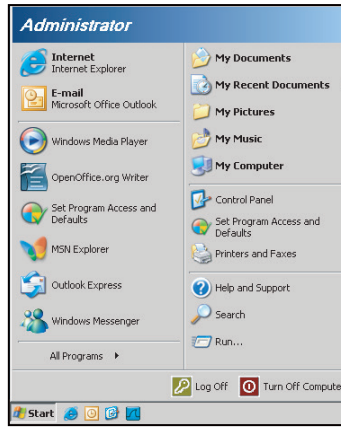 Administrator
Internet
Internet Explorer
E-mail
Microsoft Office Outlook
Windows Media Player
OpenOffice.org Writer
Set Program Access and
Defaults
MSN Explorer
Outlook Express
Windows Messenger
All Programs
My Documents
My Recent Documents
My Pictures
My Music
My Computer
Control Panel
Set Program Access and
Defaults
Printers and Faxes
Help and Support
Search
Run...
Log Off
Turn Off Compute
Start